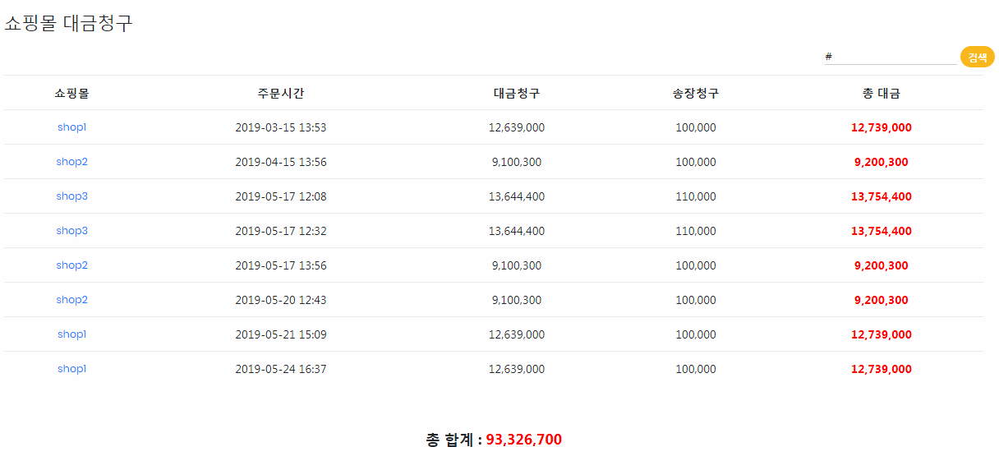 쇼핑몰 대금청구
# 검색
쇼핑몰 주문시간 대금청구 송장청구 총 대금
shop1 2019-03-15 13:53 12,639,000 100,000 12,739,000
shop2 2019-04-15 13:56 9,100,300 100,000 9,200,300
shop3 2019-05-17 12:08 13,644,400 110,000 13,754,400
shop3 2019-05-17 12:32 13,644,400 110,000 13,754,400
shop2 2019-05-17 13:56 9,100,300 100,000 9,200,300
shop2 2019-05-20 12:43 9,100,300 100,000 9,200,300
shop1 2019-05-21 15:09 12,639,000 100,000 12,739,000
shop1 2019-05-24 16:37 12,639,000 100,000 12,739,000
총 합계 : 93,326,700